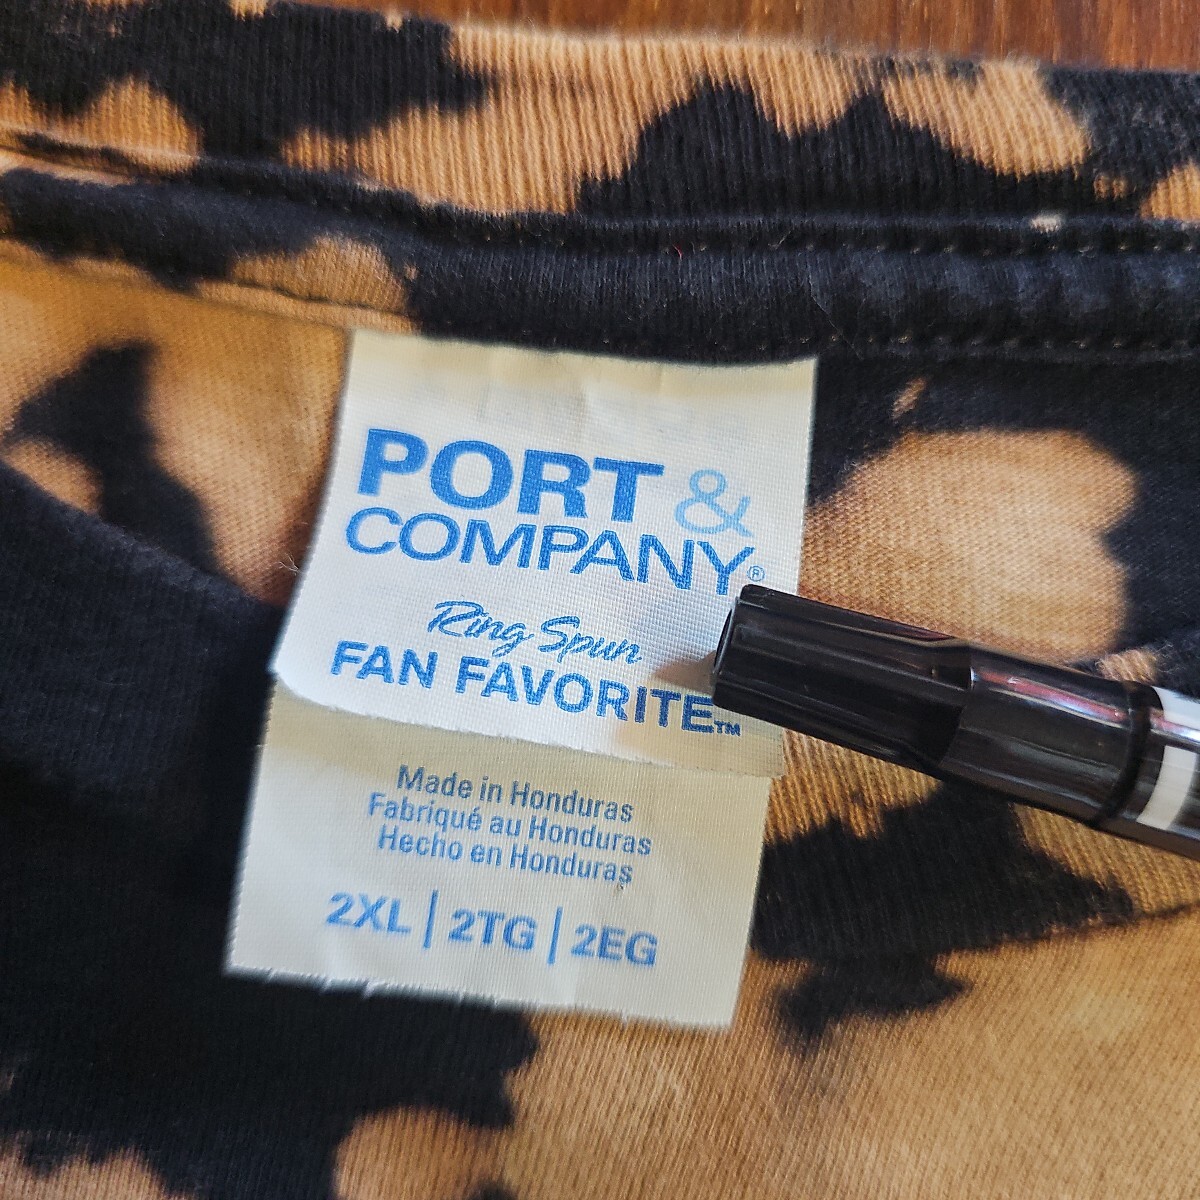 PORT &
COMPANY®
Ring Spun
FAN FAVORITE™
Made in Honduras
Fabriqué au Honduras
Hecho en Honduras
2XL | 2TG | 2EG